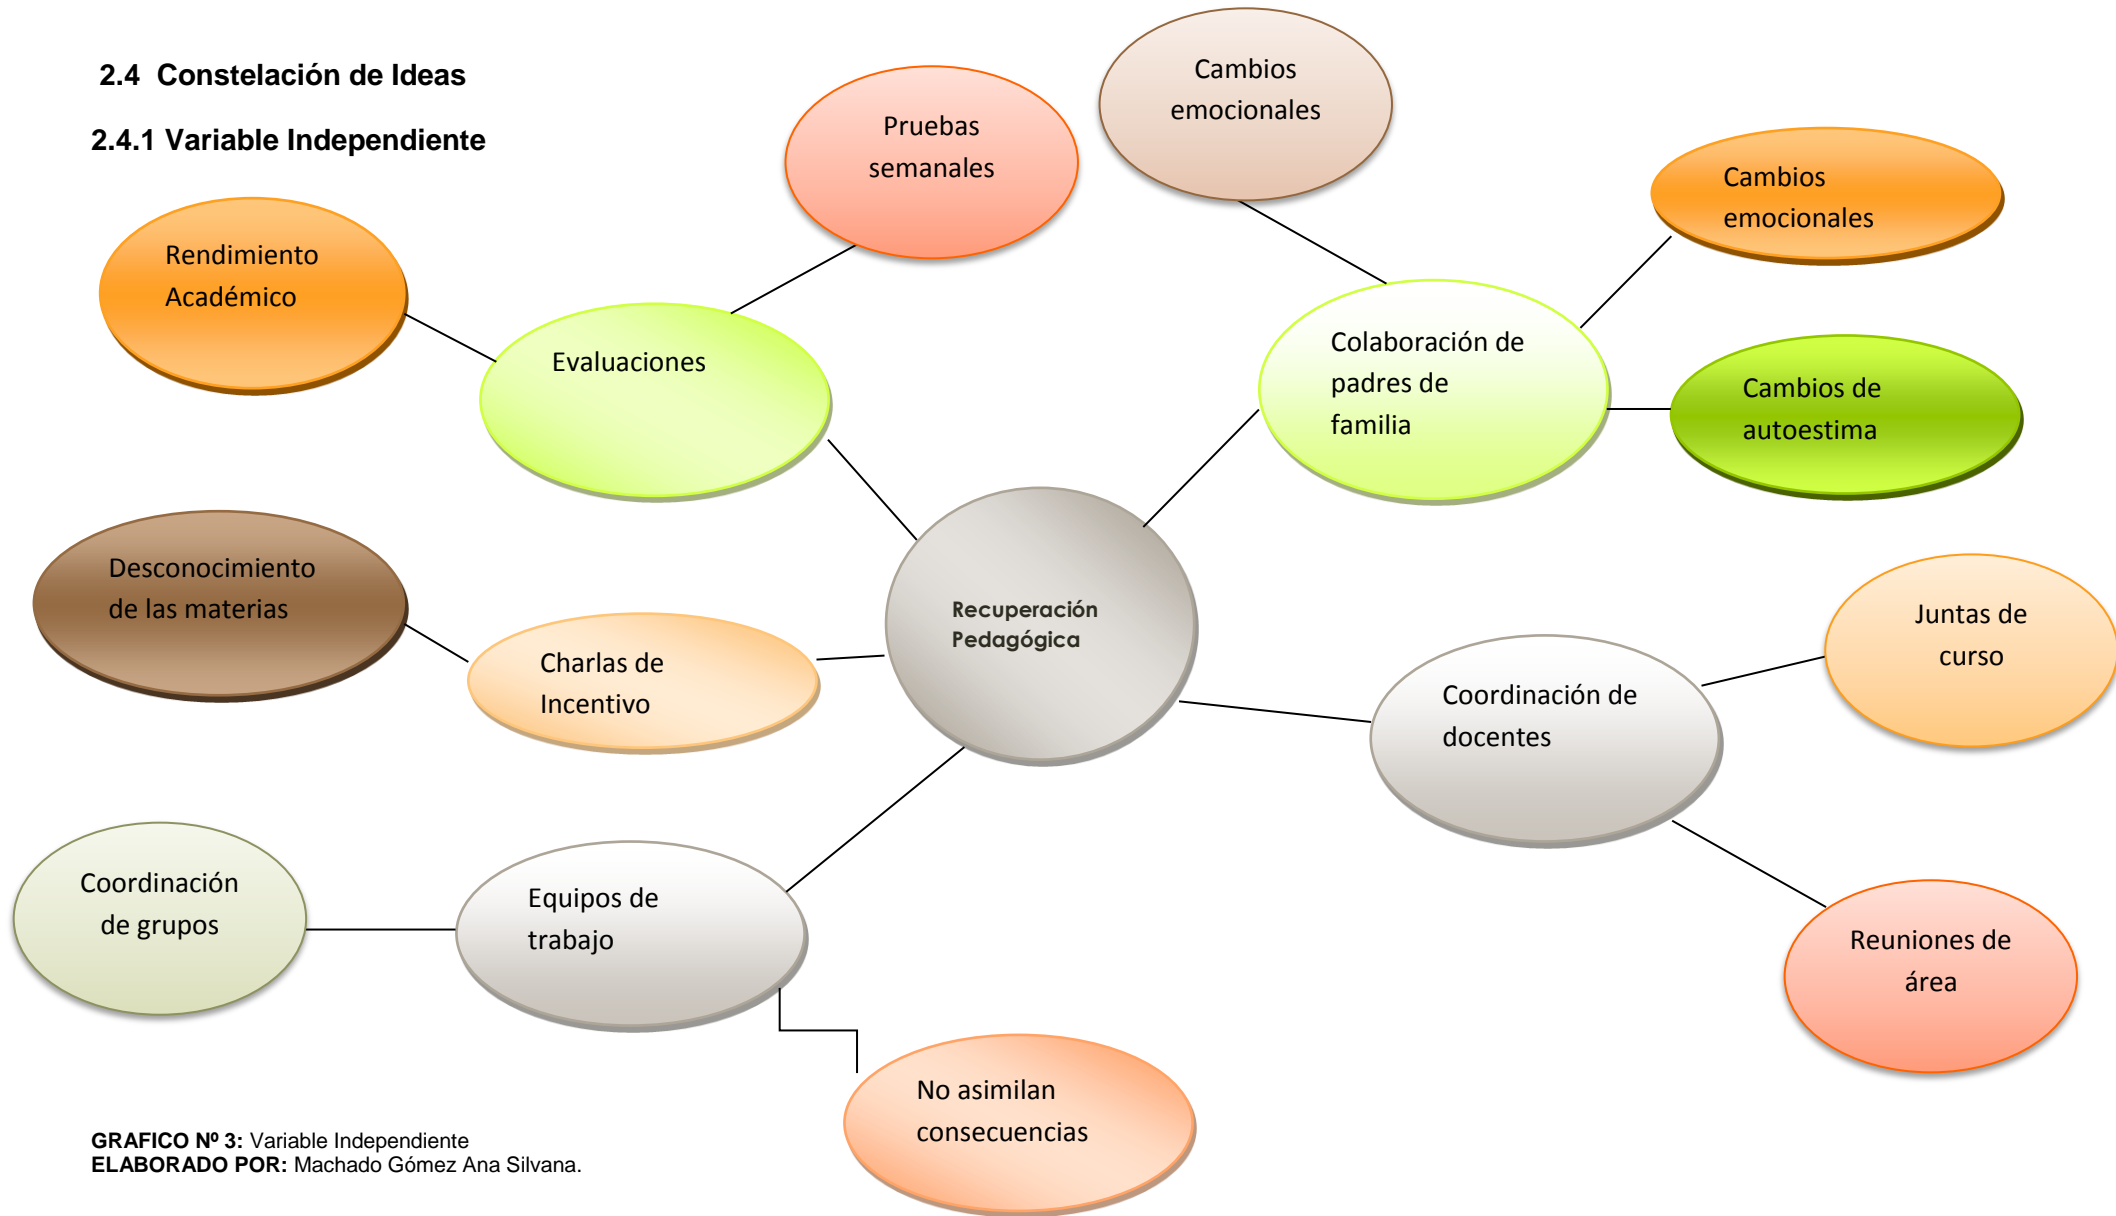 2.4 Constelación de Ideas
2.4.1 Variable Independiente
Cambios
emocionales
Pruebas
semanales
Cambios
emocionales
Rendimiento
Académico
Evaluaciones
Colaboración de
padres de
familia
Cambios de
autoestima
Desconocimiento
de las materias
Recuperación
Pedagógica
Juntas de
curso
Charlas de
Incentivo
Coordinación de
docentes
Coordinación
de grupos
Equipos de
trabajo
Reuniones de
área
No asimilan
consecuencias
GRAFICO Nº 3: Variable Independiente
ELABORADO POR: Machado Gómez Ana Silvana.